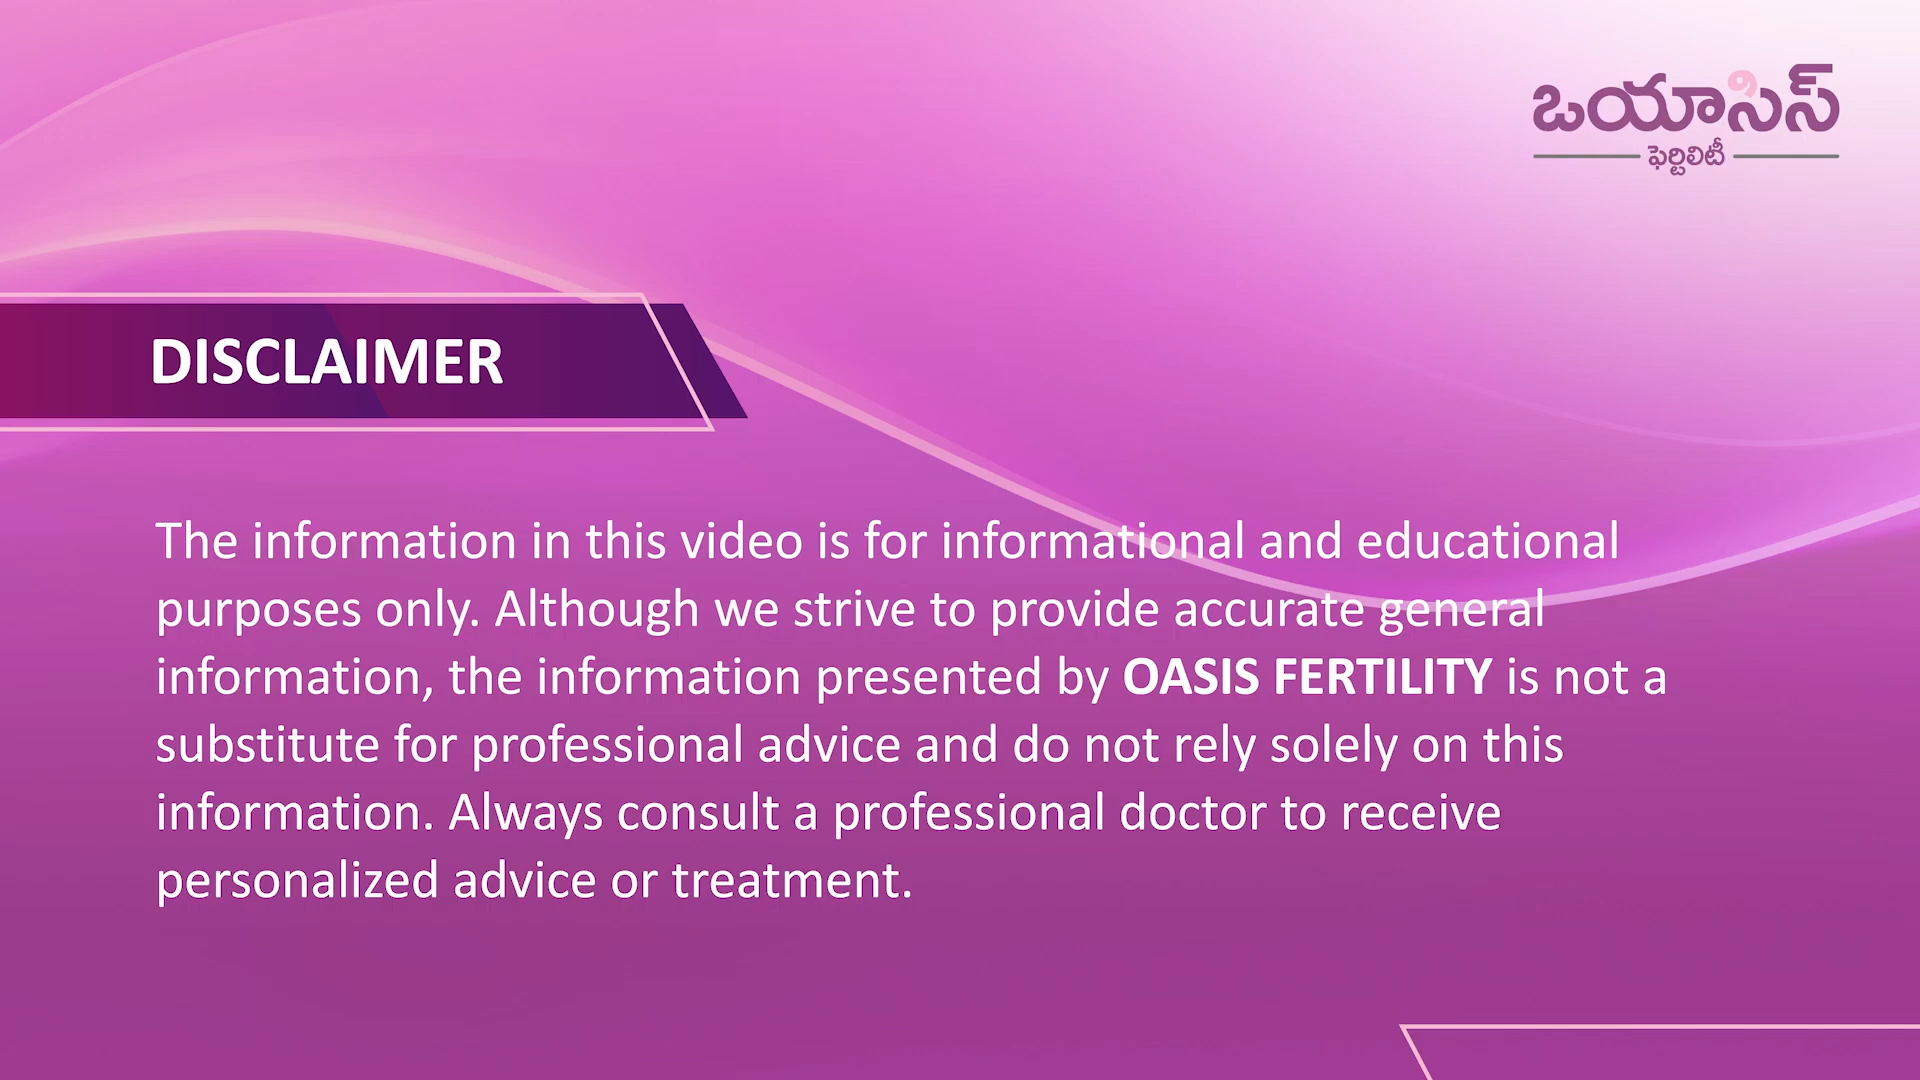 ఒయాసిస్
ఫెర్టిలిటీ
DISCLAIMER
The information in this video is for informational and educational
purposes only. Although we strive to provide accurate general
information, the information presented by OASIS FERTILITY is not a
substitute for professional advice and do not rely solely on this
information. Always consult a professional doctor to receive
personalized advice or treatment.